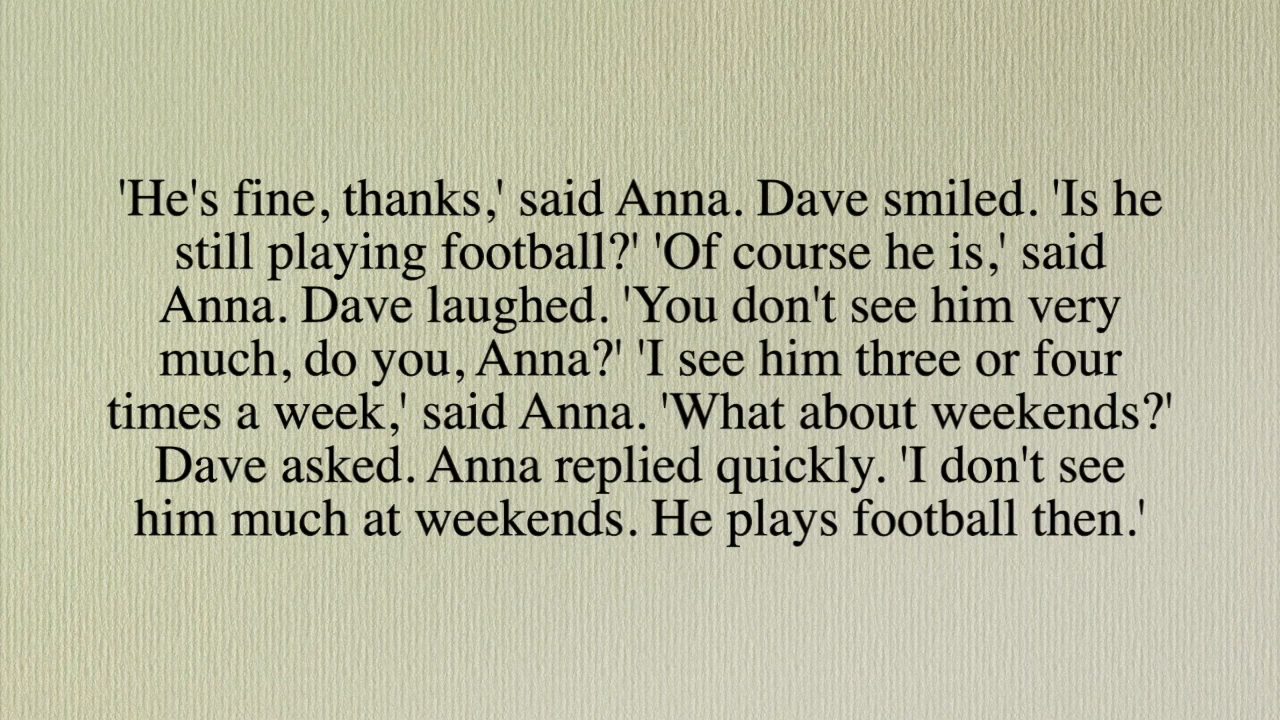 'He's fine, thanks,' said Anna. Dave smiled. 'Is he
still playing football?' 'Of course he is,' said
Anna. Dave laughed. 'You don't see him very
much, do you, Anna?' 'I see him three or four
times a week,' said Anna. 'What about weekends?'
Dave asked. Anna replied quickly. 'I don't see
him much at weekends. He plays football then.'